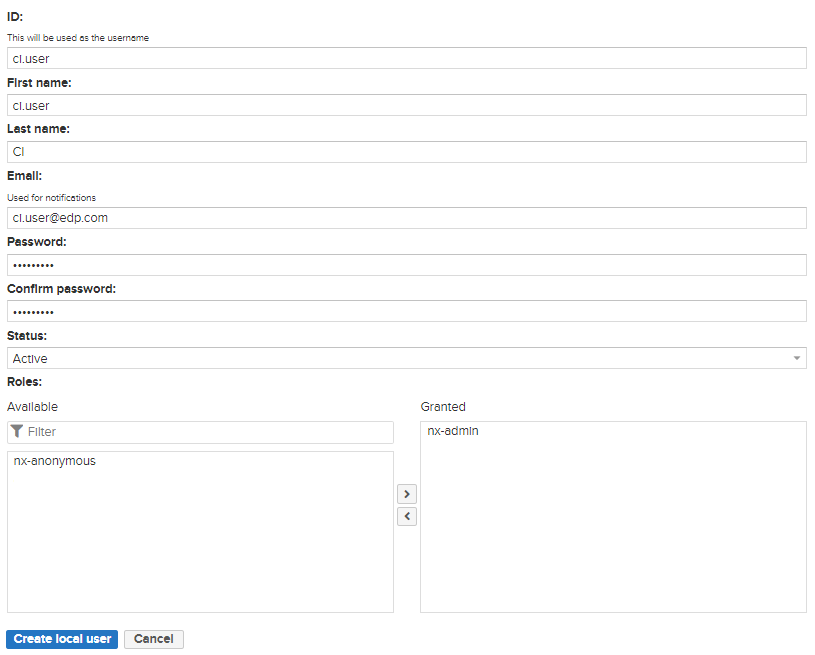 ID:
This will be used as the username
ci.user
First name:
ci.user
Last name:
CI
Email:
Used for notifications
ci.user@edp.com
Password:
•••••••••
Confirm password:
•••••••••
Status:
Active
Roles:
Available
Granted
Filter
nx-anonymous
nx-admin
Create local user
Cancel